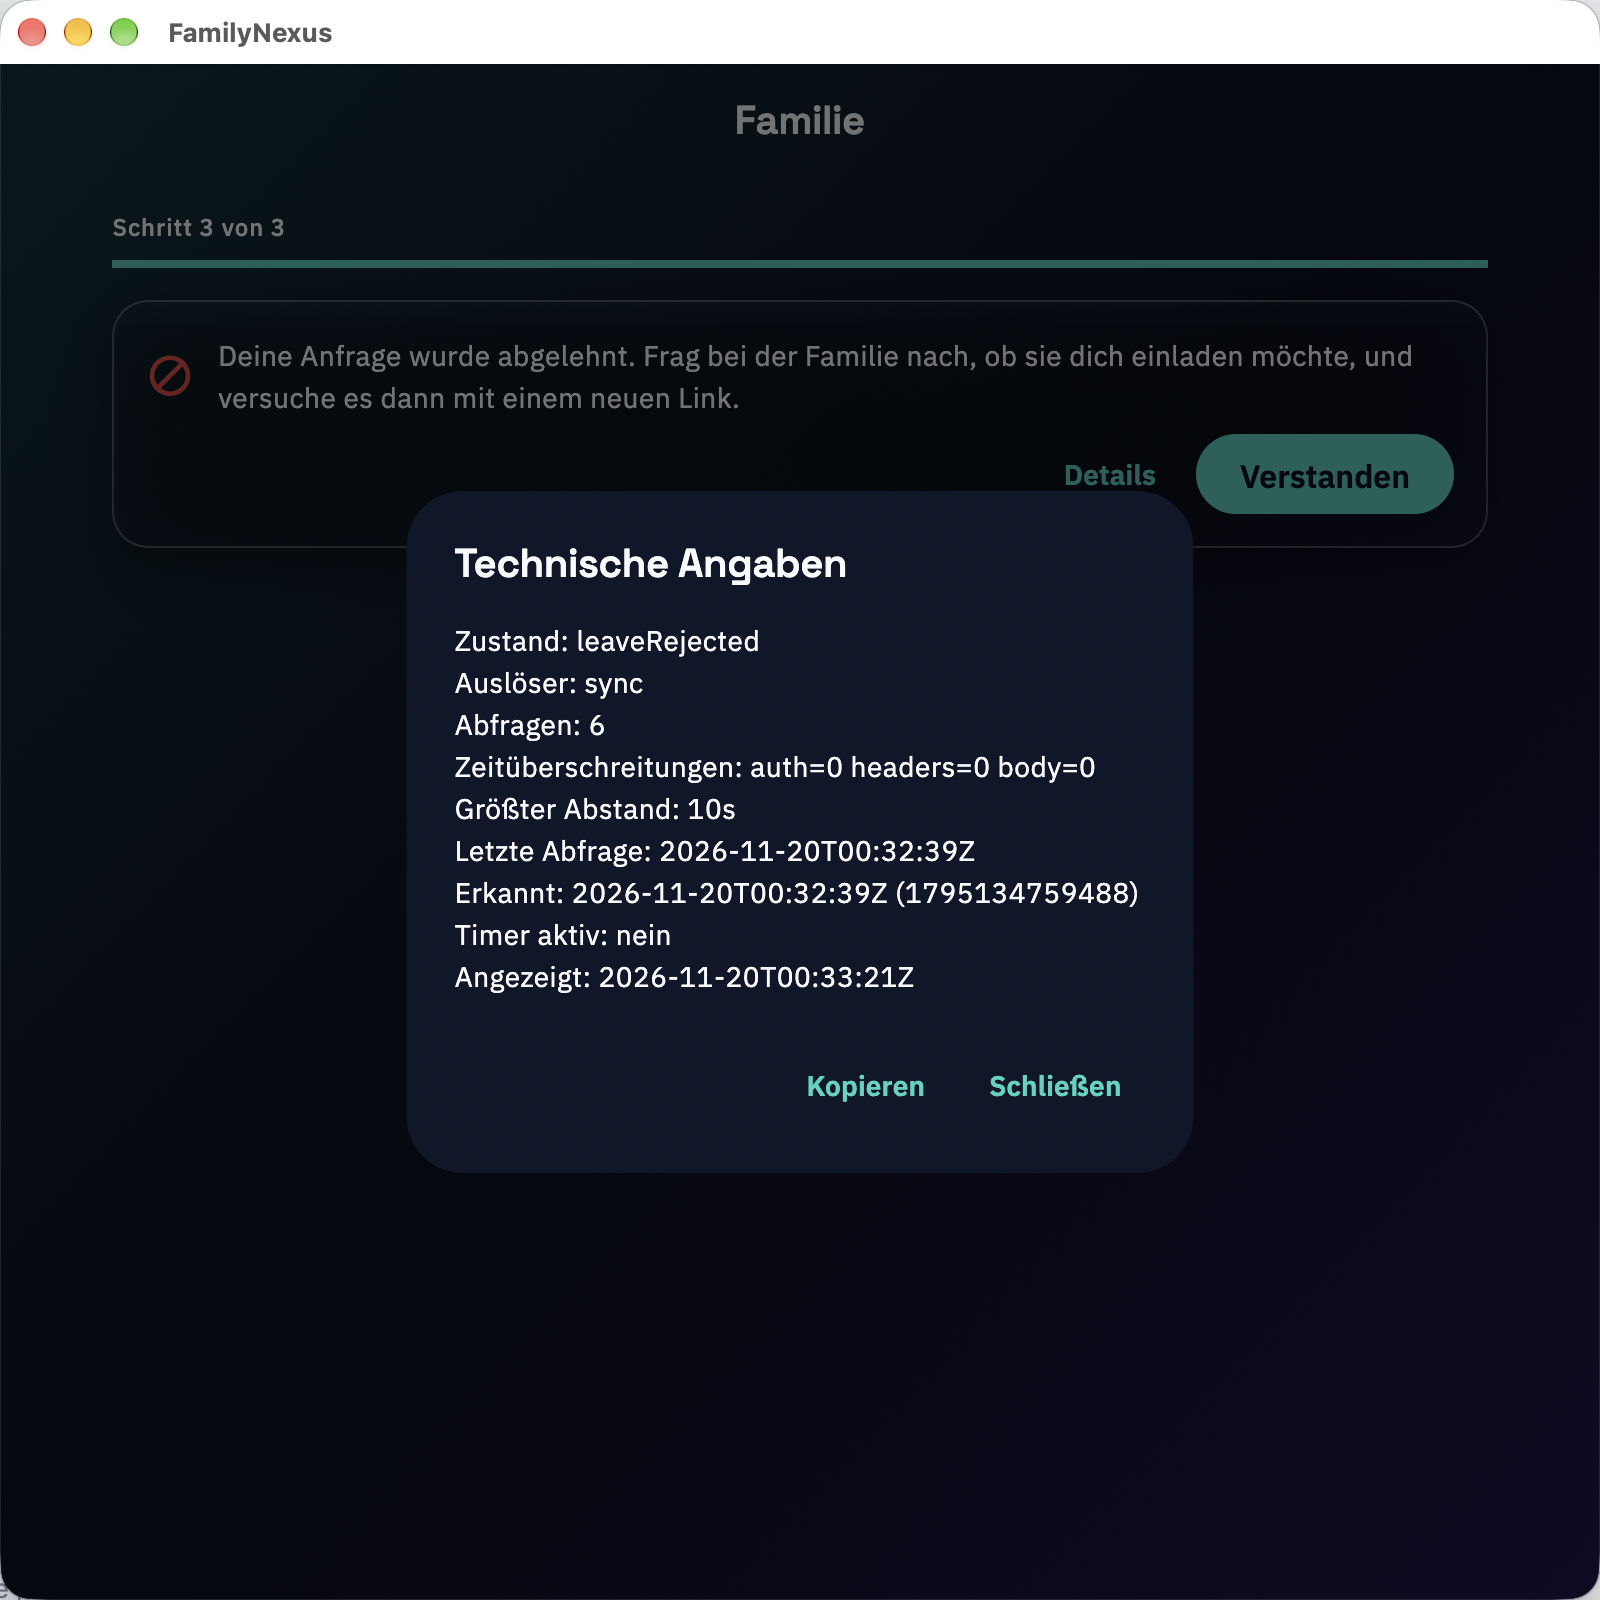 FamilyNexus
Familie
Schritt 3 von 3
Deine Anfrage wurde abgelehnt. Frag bei der Familie nach, ob sie dich einladen möchte, und
versuche es dann mit einem neuen Link.
Details
Verstanden
Technische Angaben
Zustand: leaveRejected
Auslöser: sync
Abfragen: 6
Zeitüberschreitungen: auth=0 headers=0 body=0
Größter Abstand: 10s
Letzte Abfrage: 2026-11-20T00:32:39Z
Erkannt: 2026-11-20T00:32:39Z (1795134759488)
Timer aktiv: nein
Angezeigt: 2026-11-20T00:33:21Z
Kopieren
Schließen